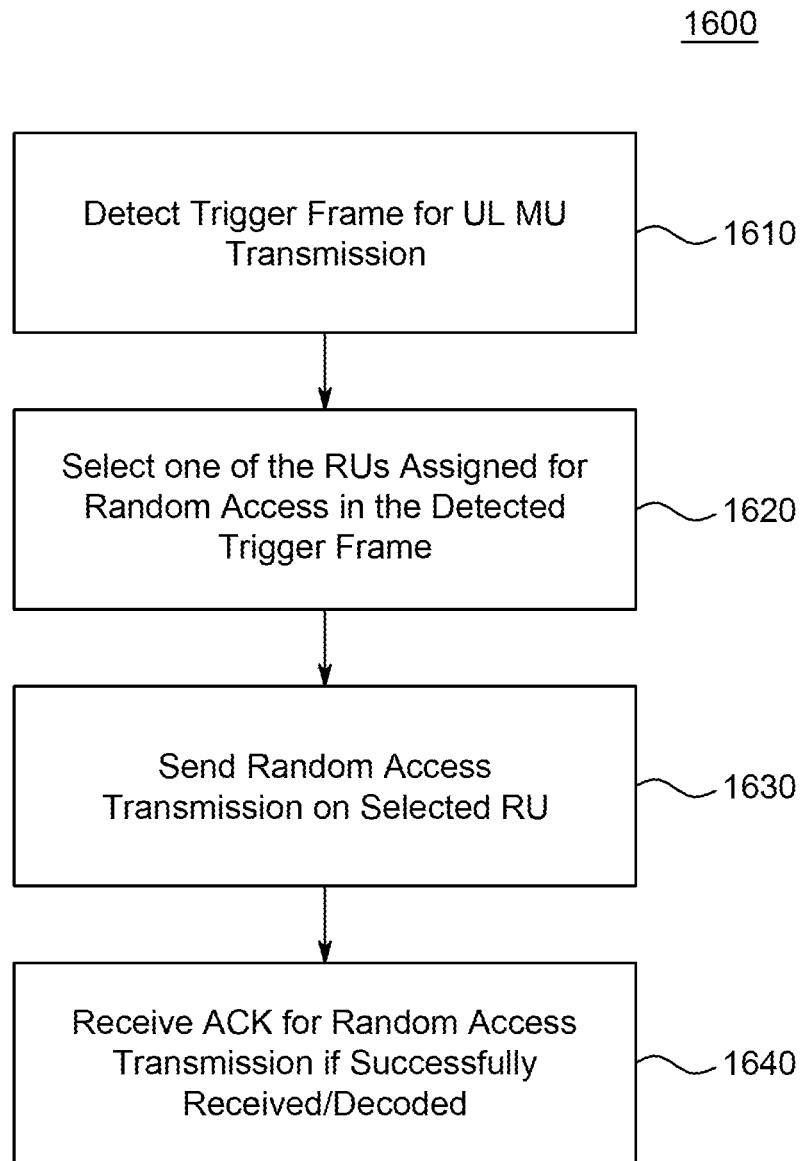 1600
Detect Trigger Frame for UL MU
Transmission
1610
Select one of the RUs Assigned for
Random Access in the Detected
Trigger Frame
1620
Send Random Access
Transmission on Selected RU
1630
Receive ACK for Random Access
Transmission if Successfully
Received/Decoded
1640